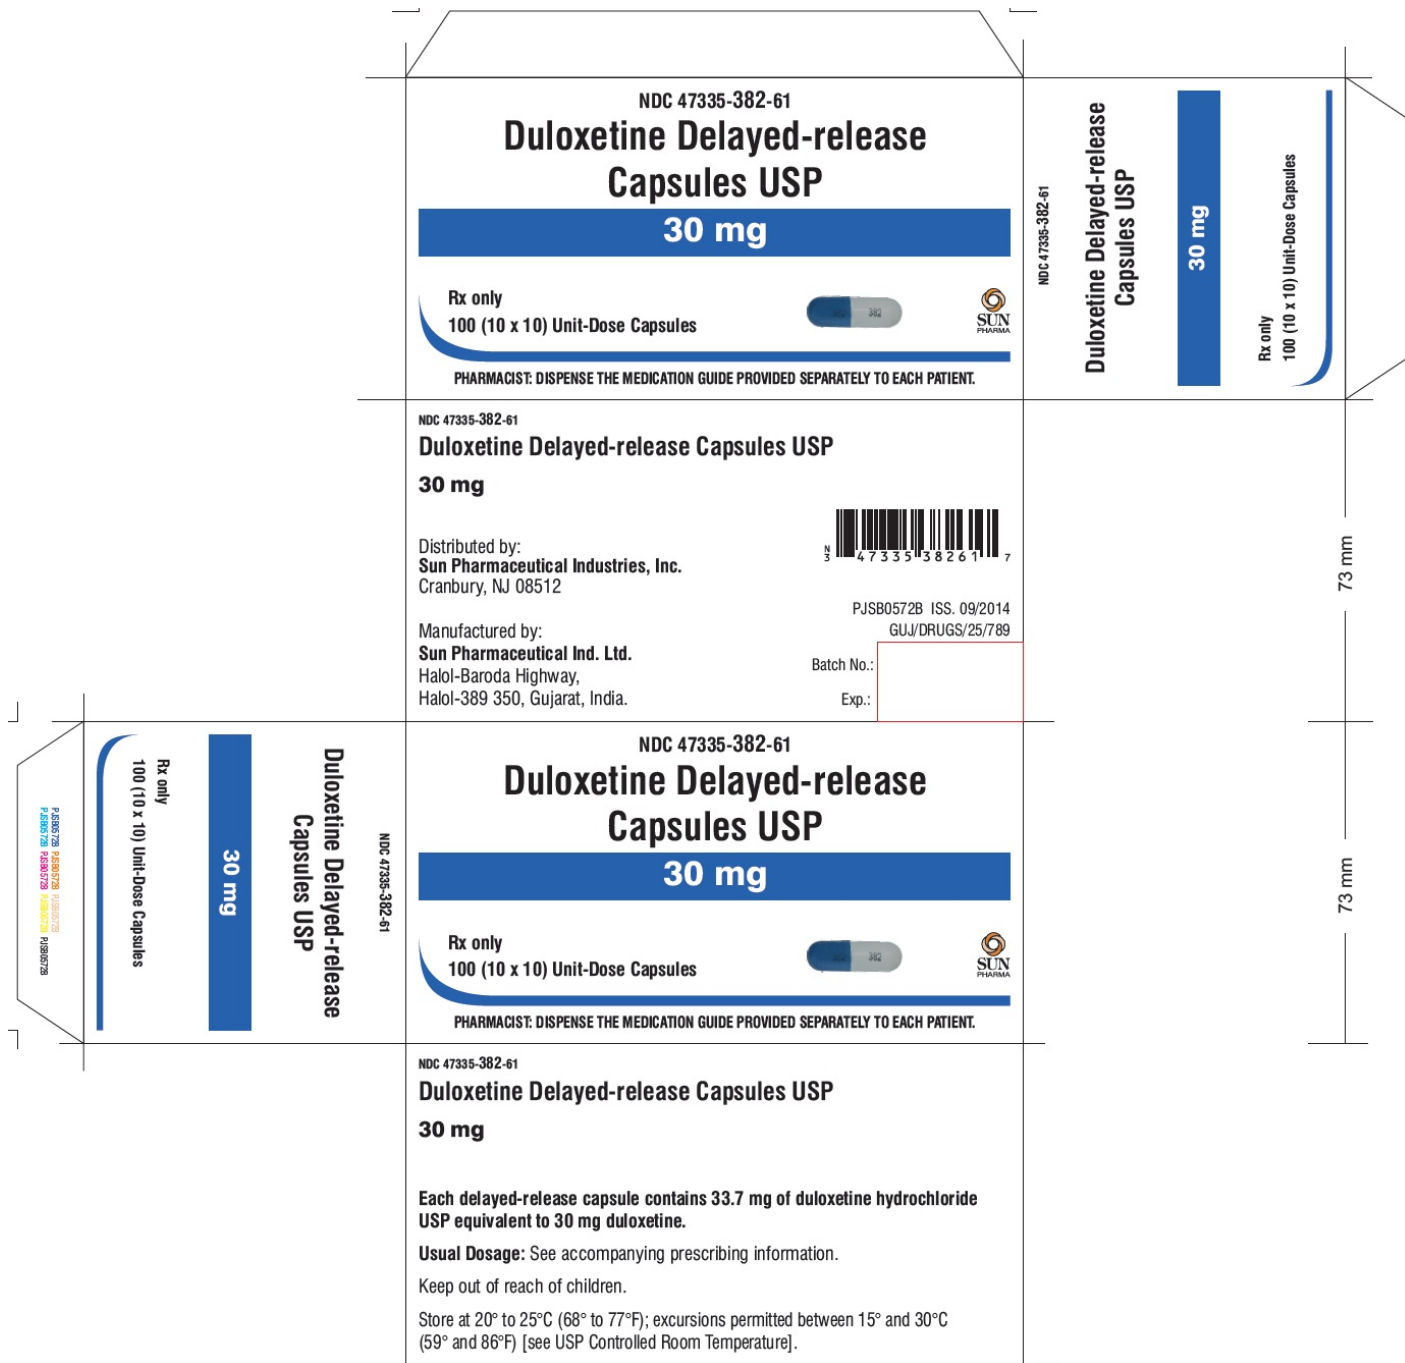 NDC 47335-382-61
Duloxetine Delayed-release
Capsules USP
30 mg
Rx only
100 (10 x 10) Unit-Dose Capsules
382
SUN
PHARMA
PHARMACIST: DISPENSE THE MEDICATION GUIDE PROVIDED SEPARATELY TO EACH PATIENT.
NDC 47335-382-61
Duloxetine Delayed-release
Capsules USP
30 mg
Rx only
100 (10 x 10) Unit-Dose Capsules
NDC 47335-382-61
Duloxetine Delayed-release Capsules USP
30 mg
Distributed by:
Sun Pharmaceutical Industries, Inc.
Cranbury, NJ 08512
N
3 47335 38261 7
PJSB0572B ISS. 09/2014
GUJ/DRUGS/25/789
Manufactured by:
Sun Pharmaceutical Ind. Ltd.
Halol-Baroda Highway,
Halol-389 350, Gujarat, India.
Batch No.:
Exp.:
73 mm
NDC 47335-382-61
Duloxetine Delayed-release
Capsules USP
30 mg
Rx only
100 (10 x 10) Unit-Dose Capsules
382
SUN
PHARMA
PHARMACIST: DISPENSE THE MEDICATION GUIDE PROVIDED SEPARATELY TO EACH PATIENT.
NDC 47335-382-61
Duloxetine Delayed-release
Capsules USP
30 mg
Rx only
100 (10 x 10) Unit-Dose Capsules
PJSB0572B PJSB0572B PJSB0572B
PJSB0572B PJSB0572B PJSB0572B PJSB0572B
73 mm
NDC 47335-382-61
Duloxetine Delayed-release Capsules USP
30 mg
Each delayed-release capsule contains 33.7 mg of duloxetine hydrochloride
USP equivalent to 30 mg duloxetine.
Usual Dosage: See accompanying prescribing information.
Keep out of reach of children.
Store at 20° to 25°C (68° to 77°F); excursions permitted between 15° and 30°C
(59° and 86°F) [see USP Controlled Room Temperature].